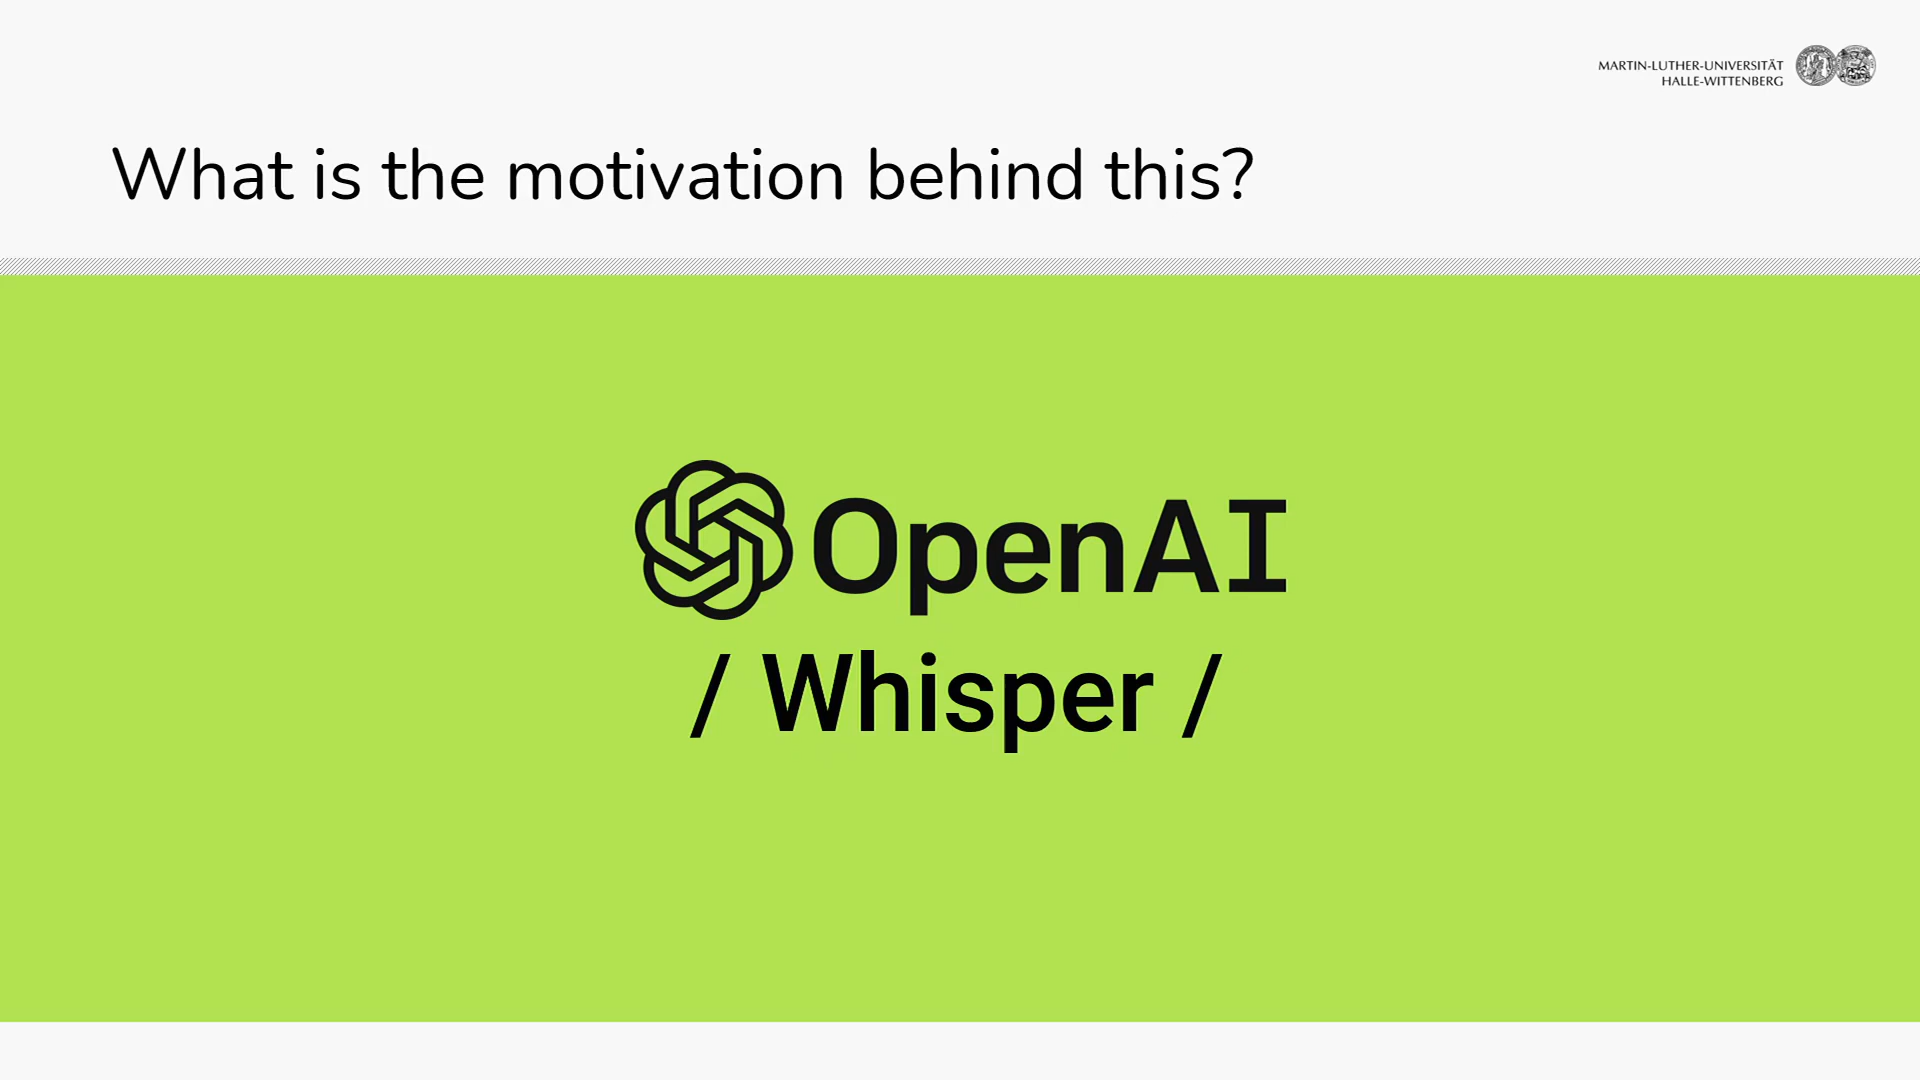 MARTIN-LUTHER-UNIVERSITÄT
HALLE-WITTENBERG
What is the motivation behind this?
OpenAI
/ Whisper /